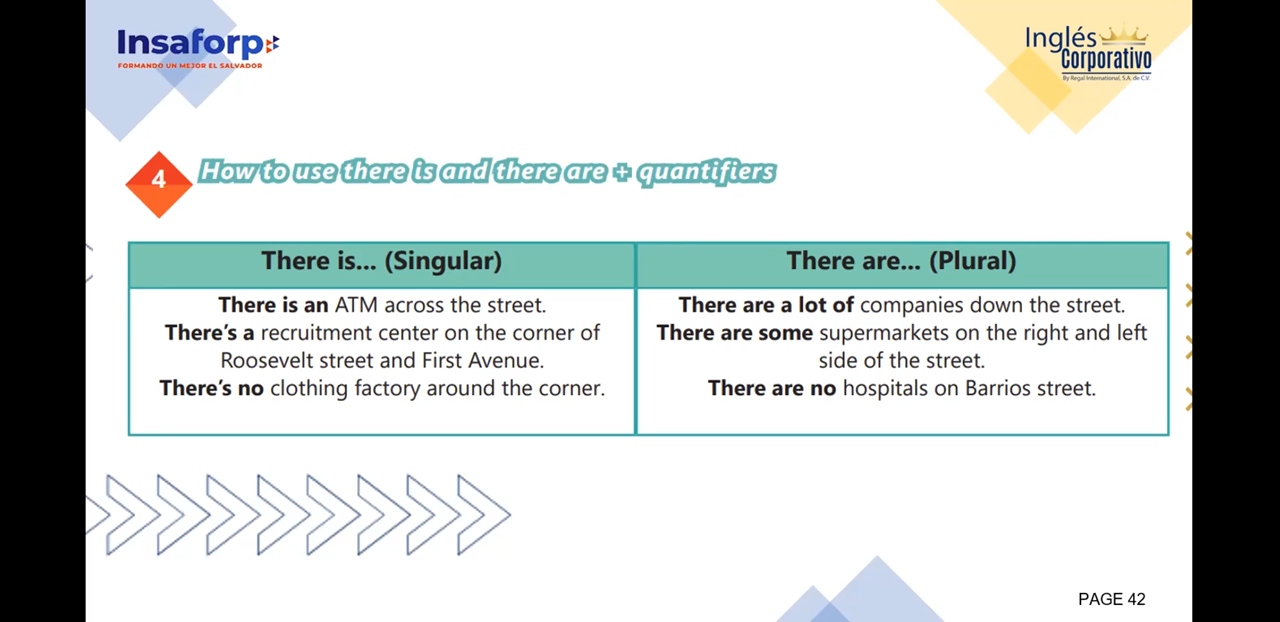 Insaforp
FORMANDO UN MEJOR EL SALVADOR
Inglés
Corporativo
By Regal International, S.A. de C.V.
4
How to use there is and there are + quantifiers
There is... (Singular)
There is an ATM across the street.
There's a recruitment center on the corner of
Roosevelt street and First Avenue.
There's no clothing factory around the corner.
There are... (Plural)
There are a lot of companies down the street.
There are some supermarkets on the right and left
side of the street.
There are no hospitals on Barrios street.
PAGE 42